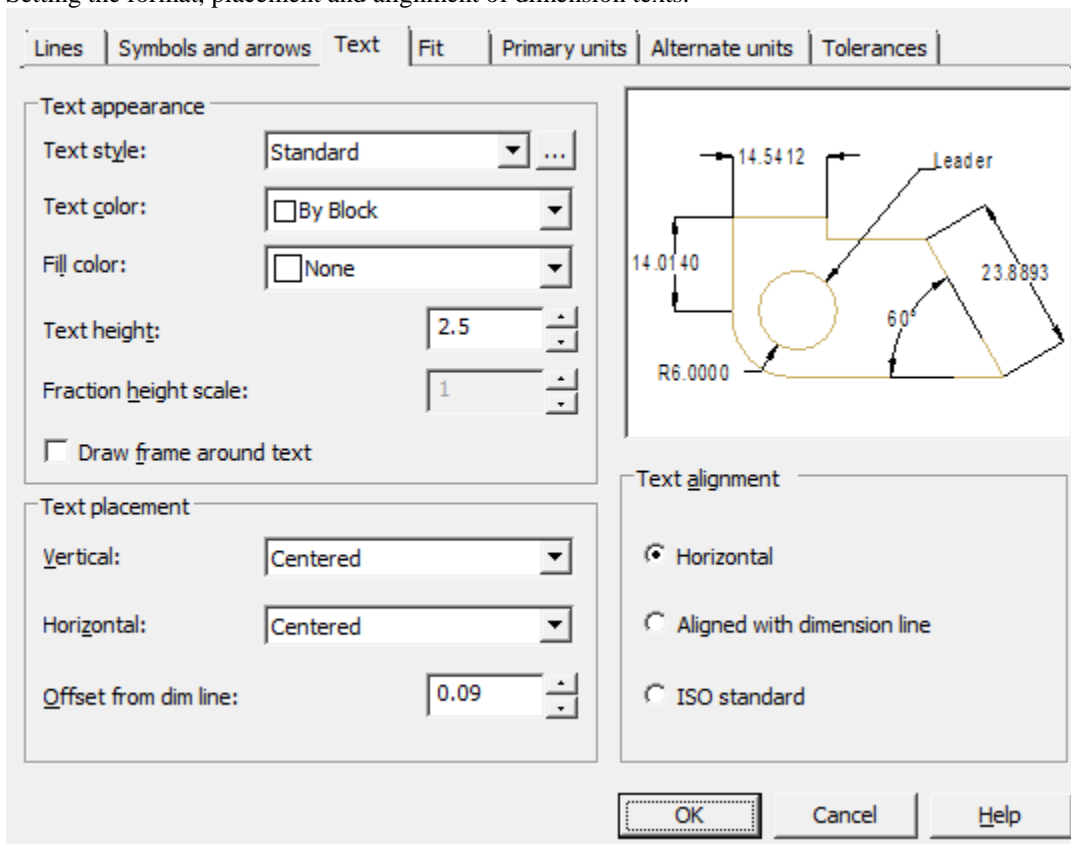 Setting the format, placement and alignment of dimension texts.
Lines Symbols and arrows Text Fit Primary units Alternate units Tolerances
Text appearance
Text style: Standard ...
Text color: By Block
Fill color: None
Text height: 2.5
Fraction height scale: 1
Draw frame around text
Text placement
Vertical: Centered
Horizontal: Centered
Offset from dim line: 0.09
14.5412 Leader
14.0140 23.8893
60°
R6.0000
Text alignment
Horizontal
Aligned with dimension line
ISO standard
OK Cancel Help